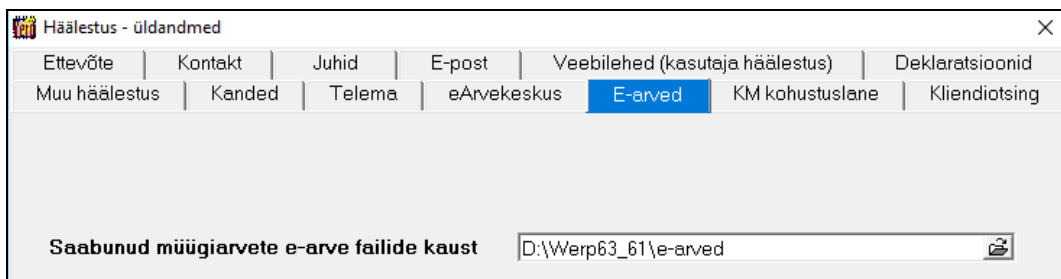 Häälestus - üldandmed
Ettevõte Kontakt Juhid E-post Veebilehed (kasutaja häälestus) Deklaratsioonid
Muu häälestus Kanded Telema eArvekeskus E-arved KM kohustuslane Kliendiotsing
Saabunud müügiarvete e-arve failide kaust D:\Werp63_61\e-arved